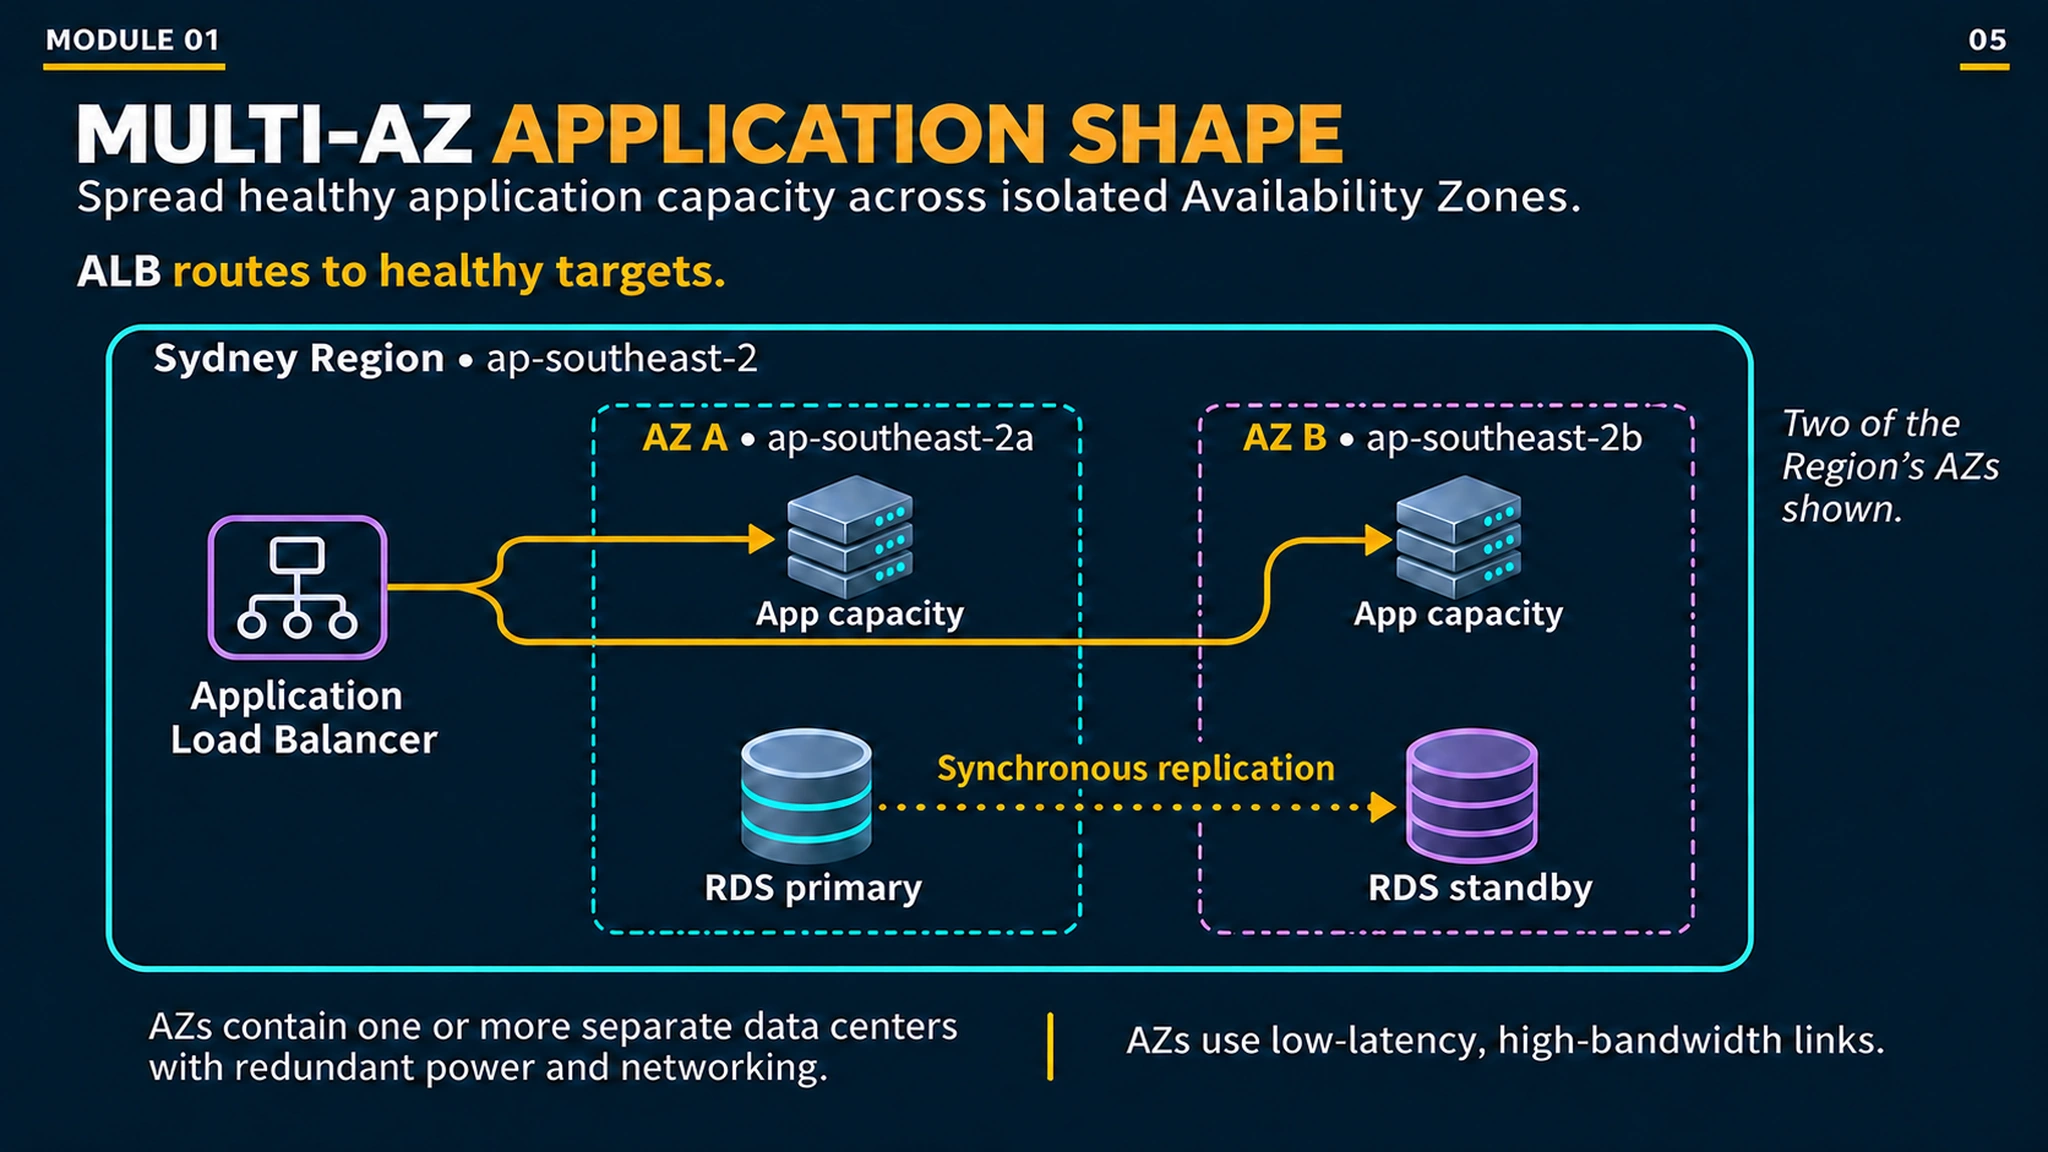 MODULE 01
05
MULTI-AZ APPLICATION SHAPE
Spread healthy application capacity across isolated Availability Zones.
ALB routes to healthy targets.
Sydney Region • ap-southeast-2
AZ A • ap-southeast-2a
AZ B • ap-southeast-2b
Two of the
Region’s AZs
shown.
App capacity
App capacity
Application
Load Balancer
Synchronous replication
RDS primary
RDS standby
AZs contain one or more separate data centers
with redundant power and networking.
AZs use low-latency, high-bandwidth links.